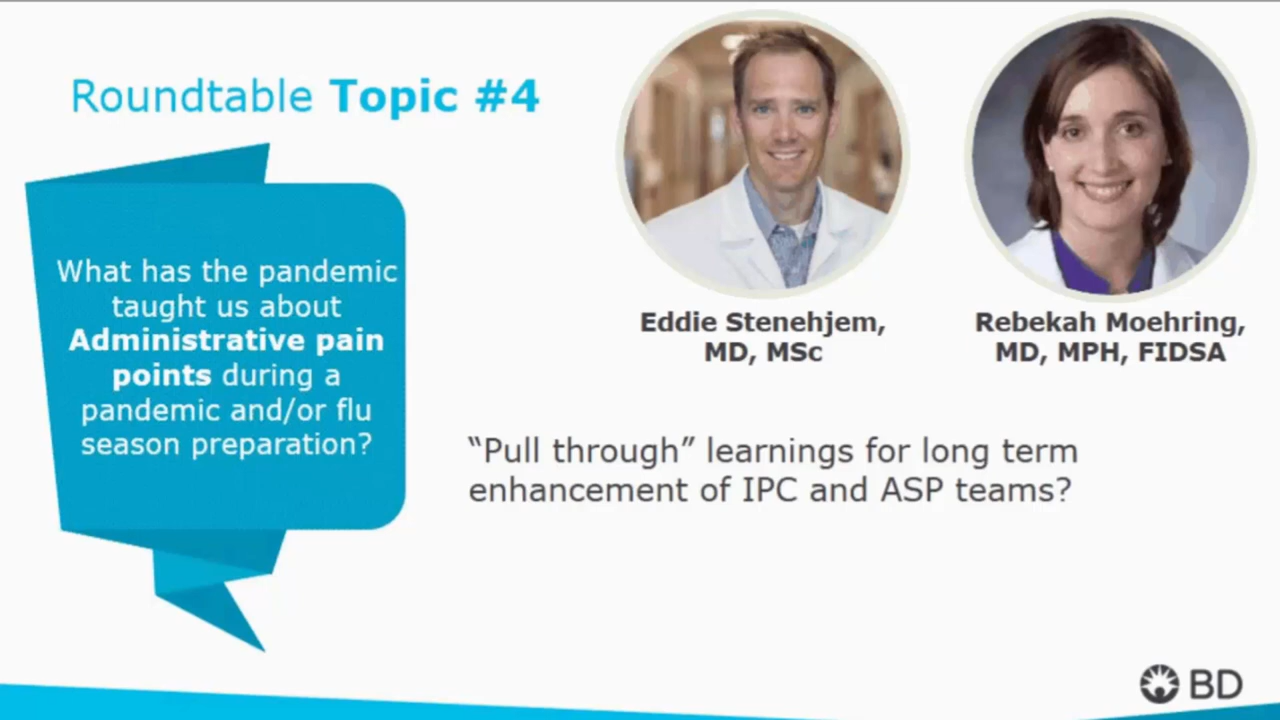 Roundtable Topic #4
What has the pandemic
taught us about
Administrative pain
points during a
pandemic and/or flu
season preparation?
Eddie Stenehjem,
MD, MSc
Rebekah Moehring,
MD, MPH, FIDSA
“Pull through” learnings for long term
enhancement of IPC and ASP teams?
BD